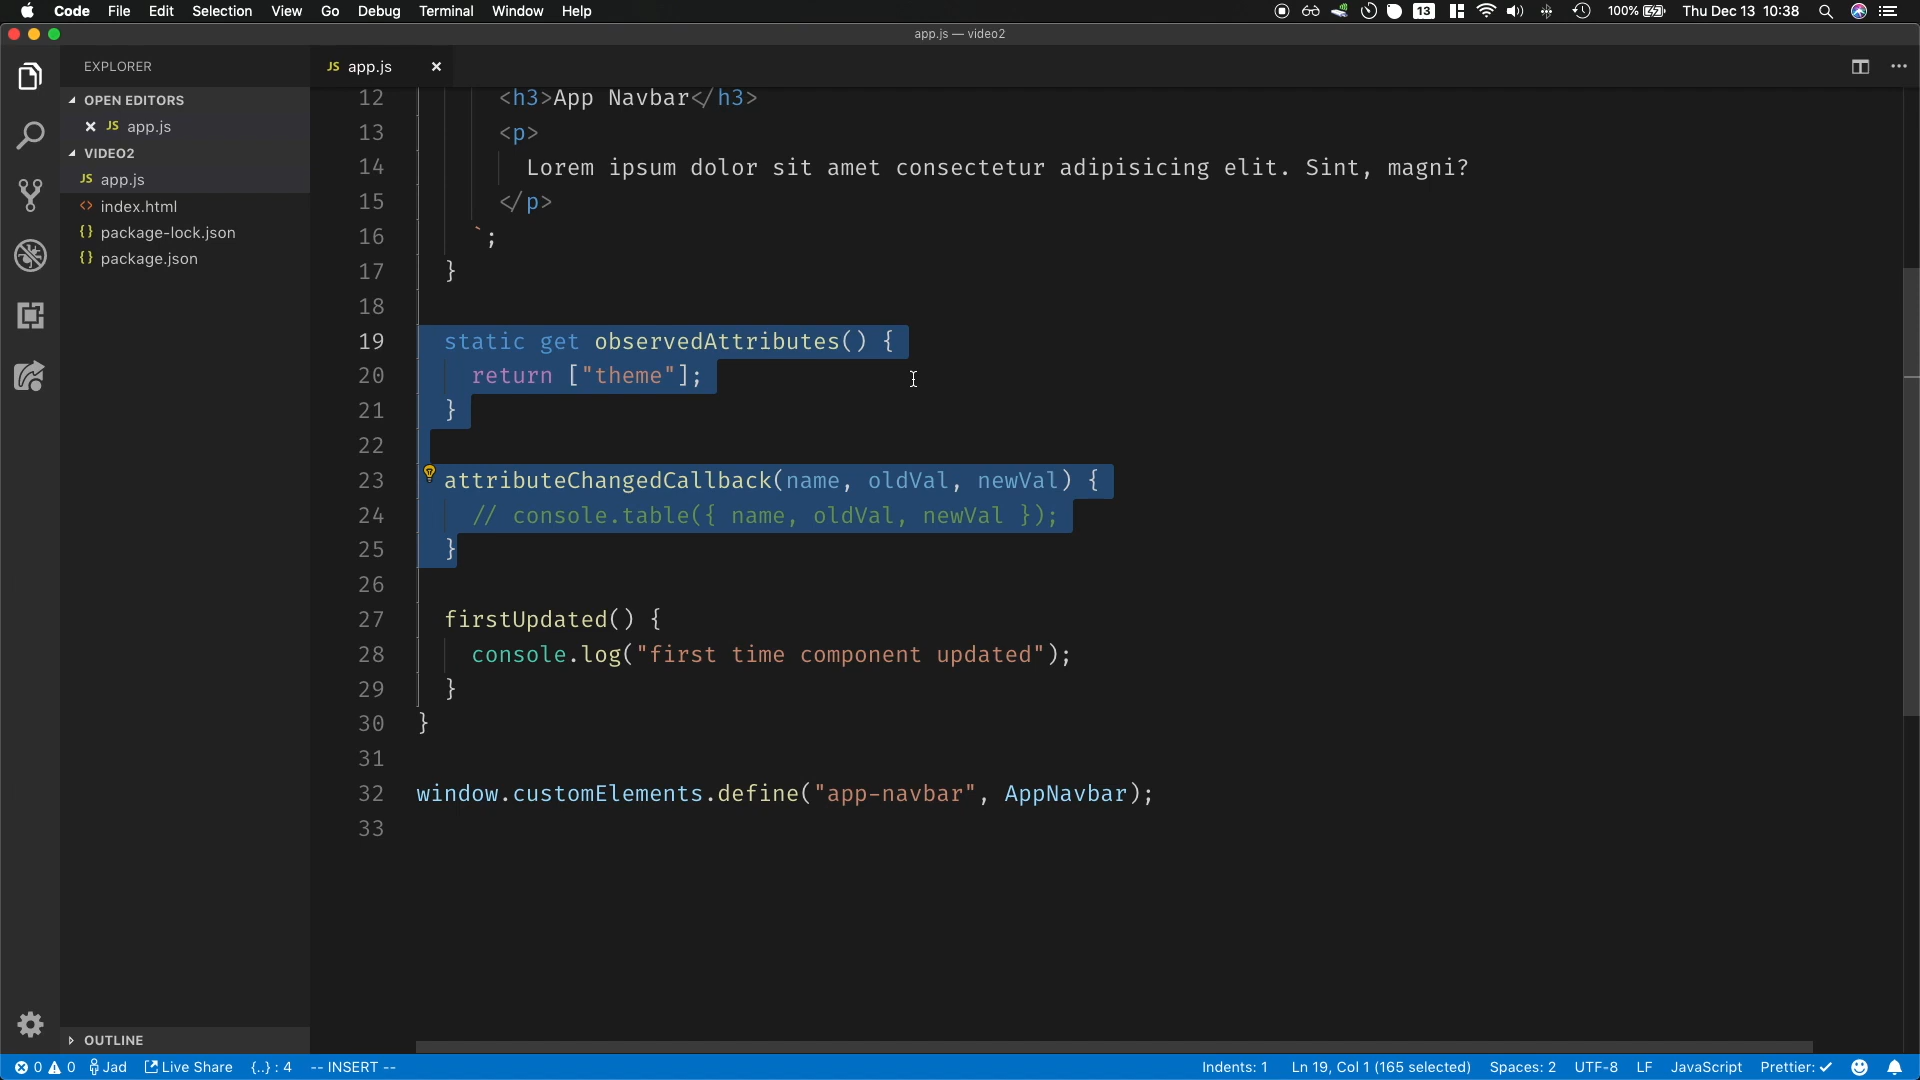 Code File Edit Selection View Go Debug Terminal Window Help 13 100% Thu Dec 13 10:38
app.js — video2
EXPLORER
JS app.js
OPEN EDITORS
JS app.js
VIDEO2
JS app.js
<> index.html
{} package-lock.json
{} package.json
12 <h3>App Navbar</h3>
13 <p>
14 Lorem ipsum dolor sit amet consectetur adipisicing elit. Sint, magni?
15 </p>
16 `;
17 }
18
19 static get observedAttributes() {
20 return ["theme"];
21 }
22
23 attributeChangedCallback(name, oldVal, newVal) {
24 // console.table({ name, oldVal, newVal });
25 }
26
27 firstUpdated() {
28 console.log("first time component updated");
29 }
30 }
31
32 window.customElements.define("app-navbar", AppNavbar);
33
OUTLINE
0 0 Jad Live Share {..} : 4 -- INSERT -- Indents: 1 Ln 19, Col 1 (165 selected) Spaces: 2 UTF-8 LF JavaScript Prettier: ✓